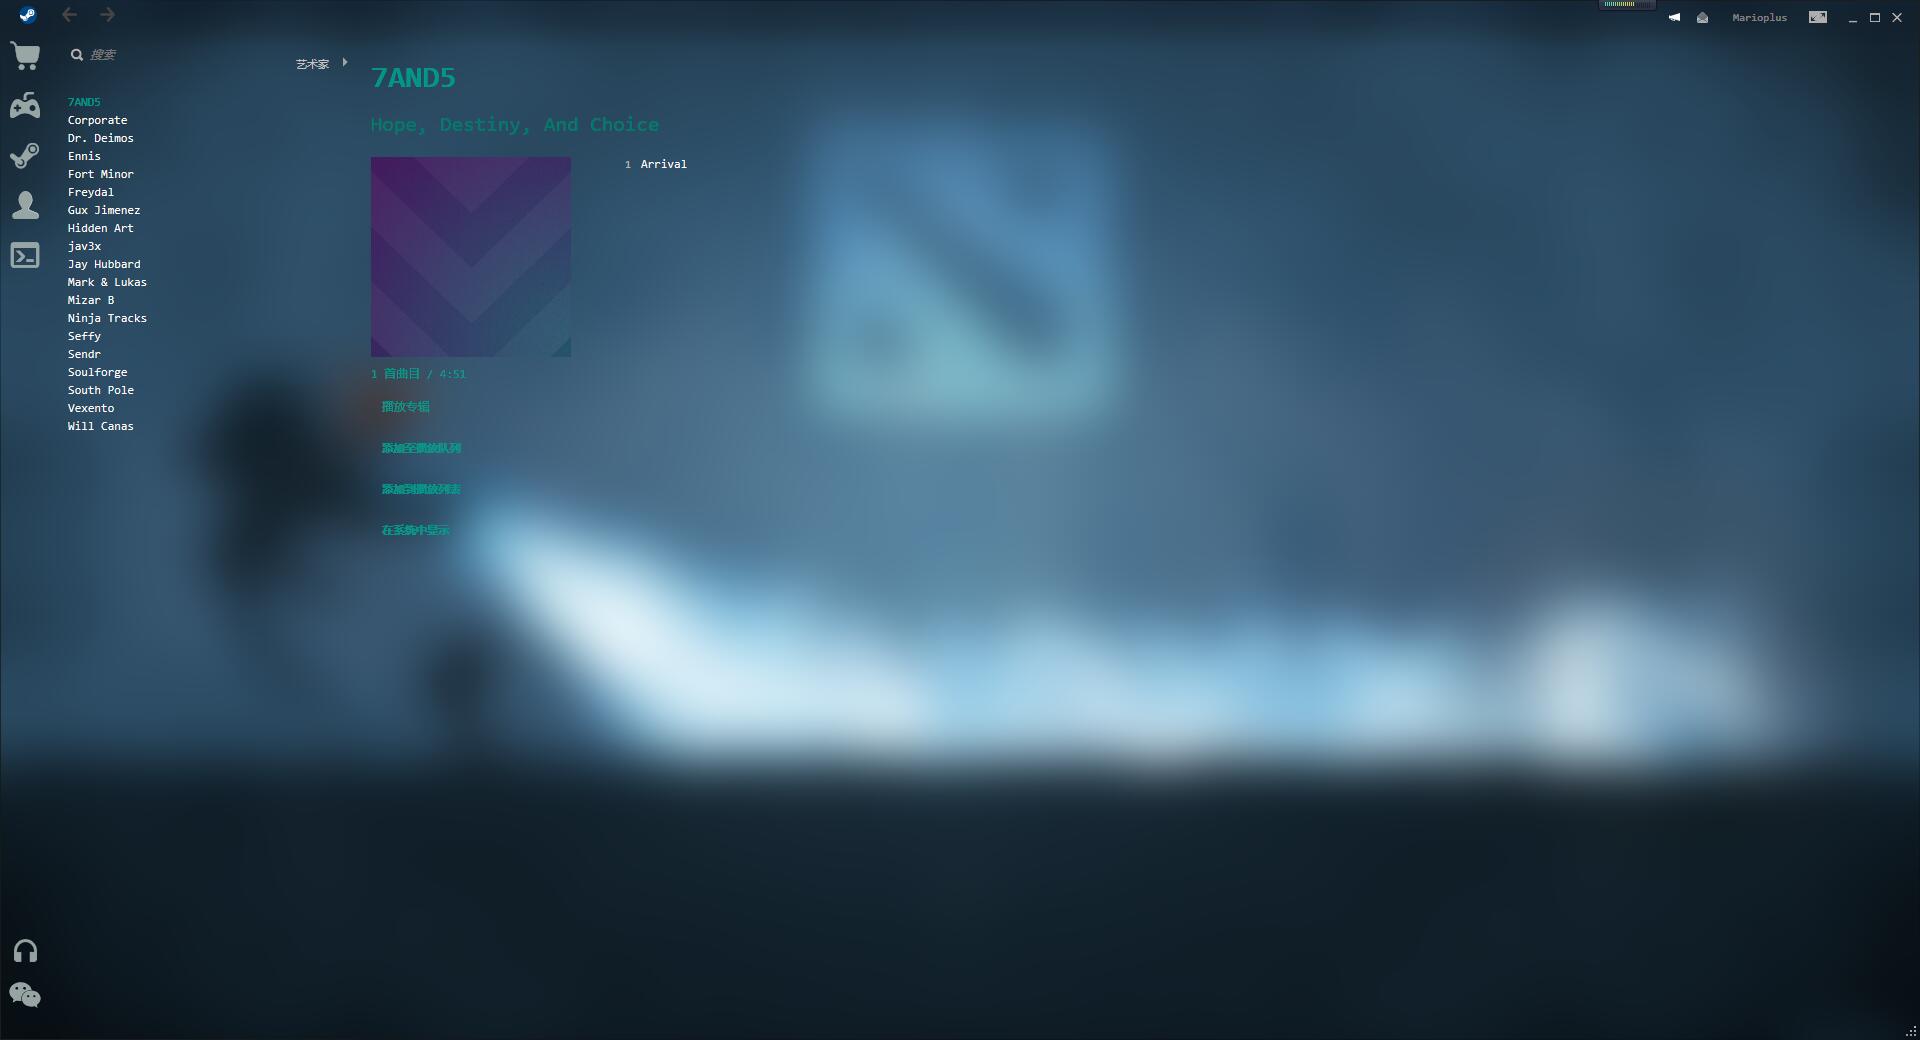 Marioplus
搜索
艺术家
7AND5
Corporate
Dr. Deimos
Ennis
Fort Minor
Freydal
Gux Jimenez
Hidden Art
jav3x
Jay Hubbard
Mark & Lukas
Mizar B
Ninja Tracks
Seffy
Sendr
Soulforge
South Pole
Vexento
Will Canas
7AND5
Hope, Destiny, And Choice
1 Arrival
1 首曲目 / 4:51
播放专辑
添加至播放队列
添加到播放列表
在系统中显示